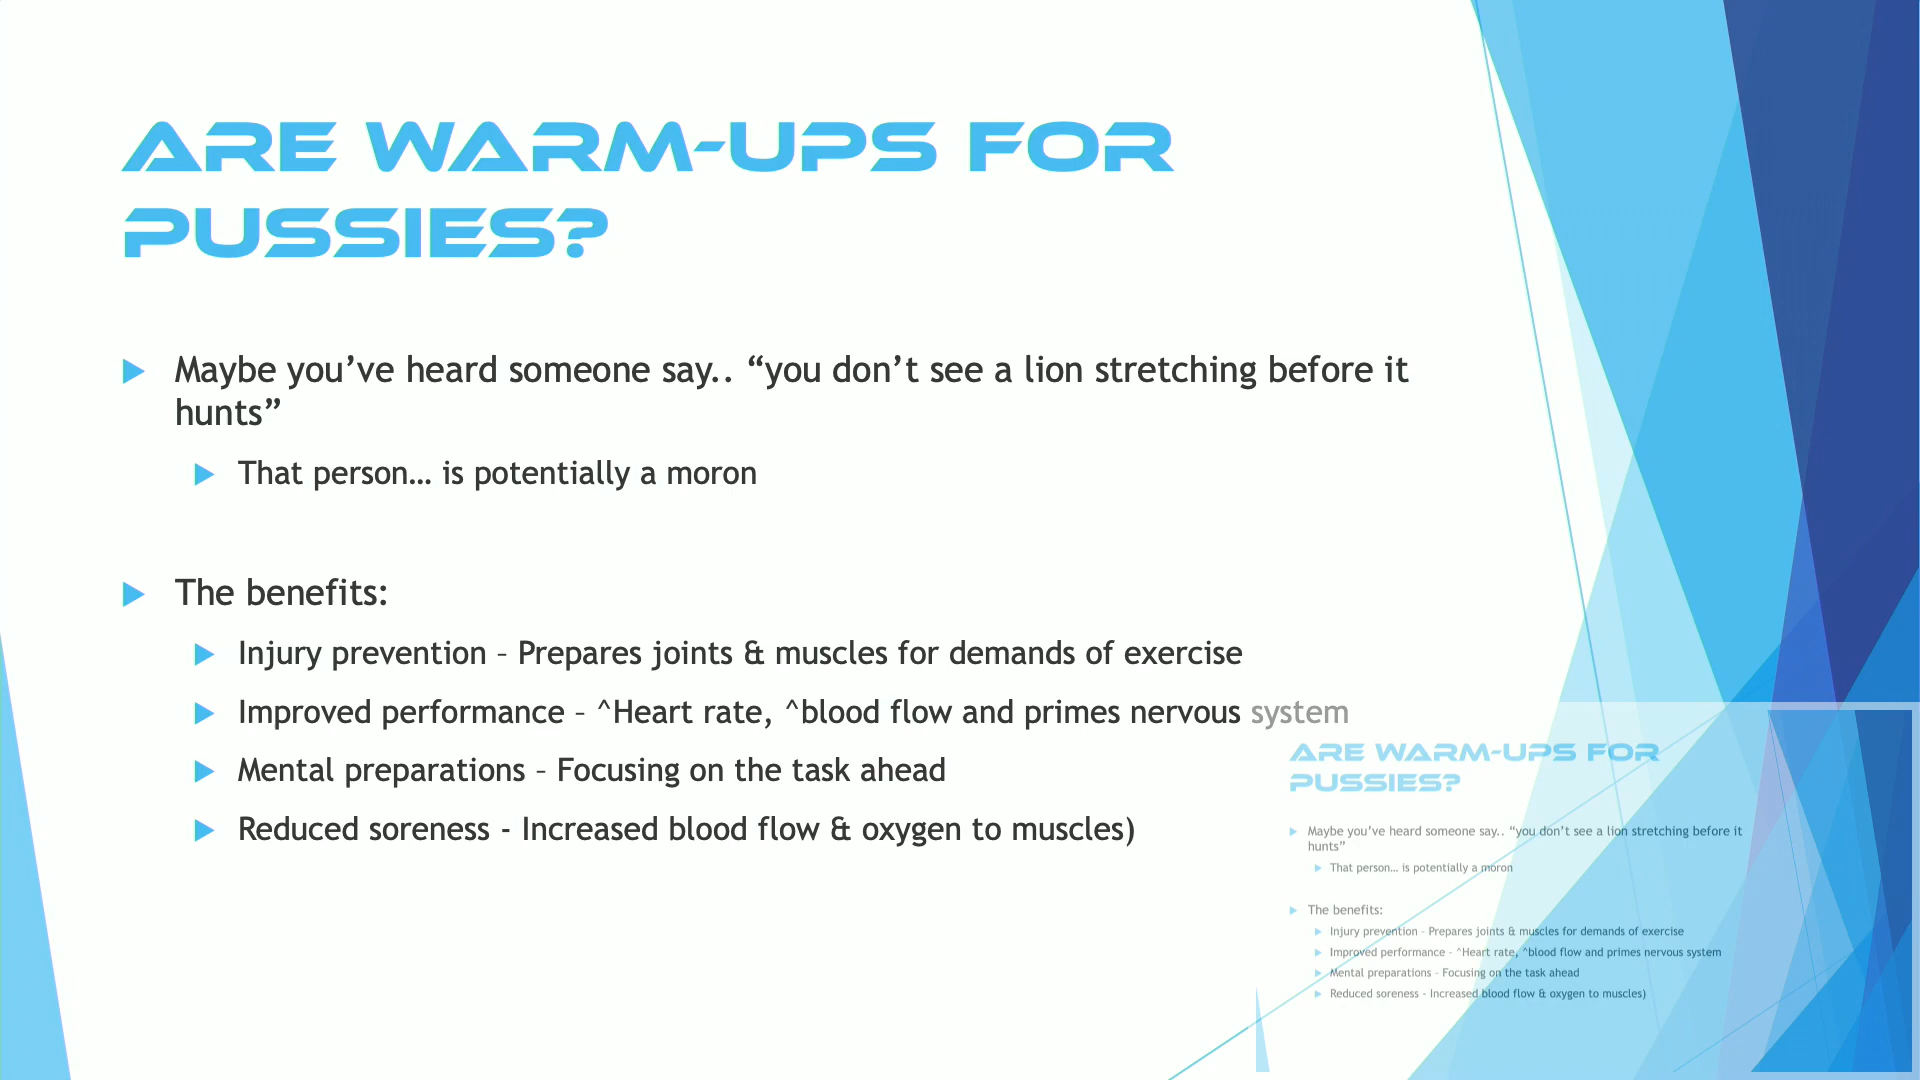 ARE WARM-UPS FOR
PUSSIES?
Maybe you’ve heard someone say.. “you don’t see a lion stretching before it
hunts”
That person… is potentially a moron
The benefits:
Injury prevention – Prepares joints & muscles for demands of exercise
Improved performance – ^Heart rate, ^blood flow and primes nervous system
Mental preparations – Focusing on the task ahead
Reduced soreness - Increased blood flow & oxygen to muscles)
ARE WARM-UPS FOR
PUSSIES?
Maybe you’ve heard someone say.. “you don’t see a lion stretching before it
hunts”
That person… is potentially a moron
The benefits:
Injury prevention – Prepares joints & muscles for demands of exercise
Improved performance – ^Heart rate, ^blood flow and primes nervous system
Mental preparations – Focusing on the task ahead
Reduced soreness - Increased blood flow & oxygen to muscles)